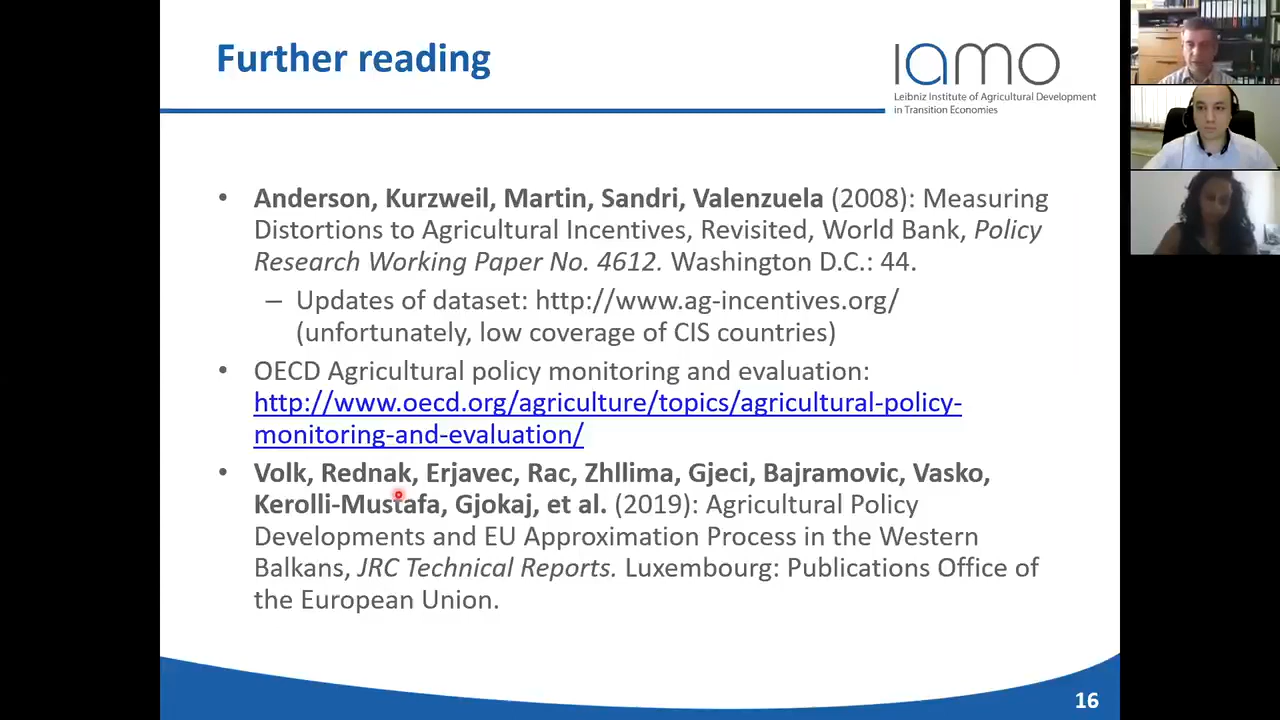 Further reading
IAMO
Leibniz Institute of Agricultural Development
in Transition Economies
• Anderson, Kurzweil, Martin, Sandri, Valenzuela (2008): Measuring
Distortions to Agricultural Incentives, Revisited, World Bank, Policy
Research Working Paper No. 4612. Washington D.C.: 44.
– Updates of dataset: http://www.ag-incentives.org/
(unfortunately, low coverage of CIS countries)
• OECD Agricultural policy monitoring and evaluation:
http://www.oecd.org/agriculture/topics/agricultural-policy-
monitoring-and-evaluation/
• Volk, Rednak, Erjavec, Rac, Zhllima, Gjeci, Bajramovic, Vasko,
Kerolli-Mustafa, Gjokaj, et al. (2019): Agricultural Policy
Developments and EU Approximation Process in the Western
Balkans, JRC Technical Reports. Luxembourg: Publications Office of
the European Union.
16